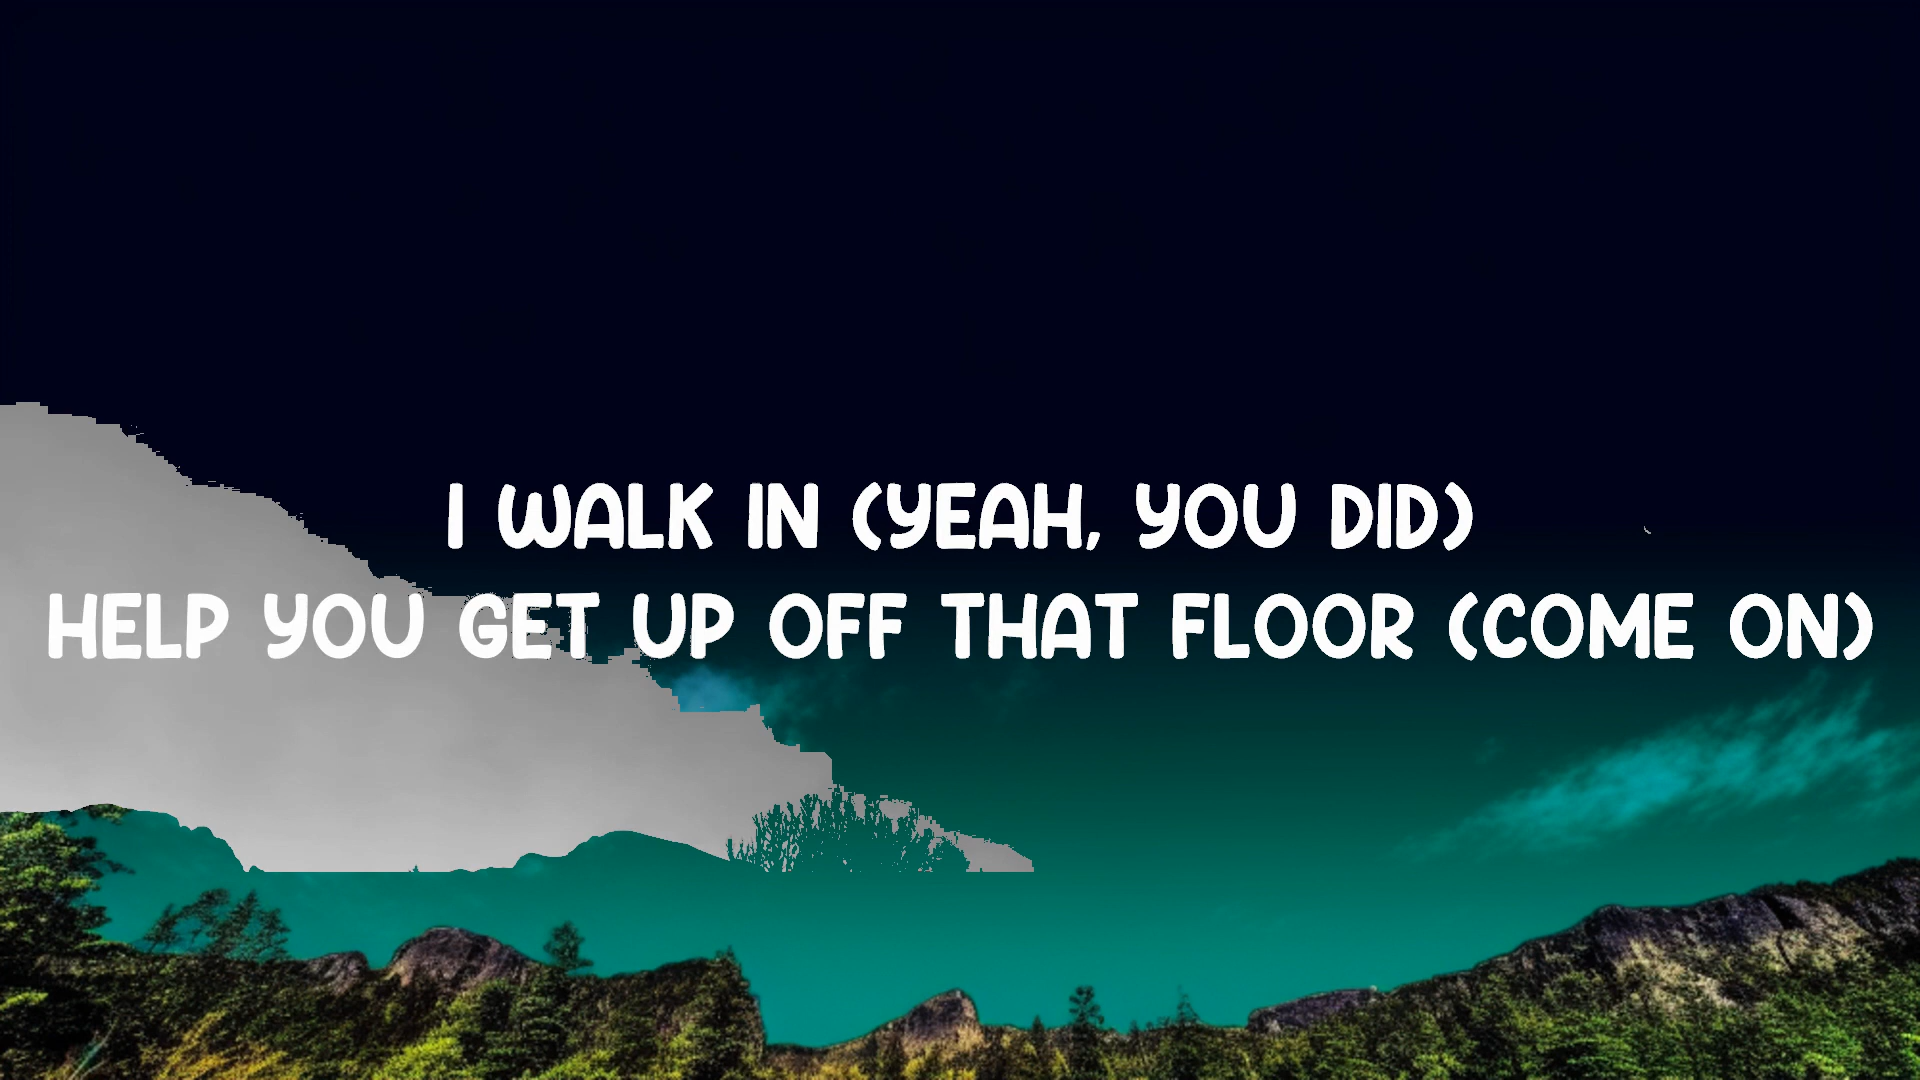 I WALK IN (YEAH, YOU DID)
HELP YOU GET UP OFF THAT FLOOR (COME ON)